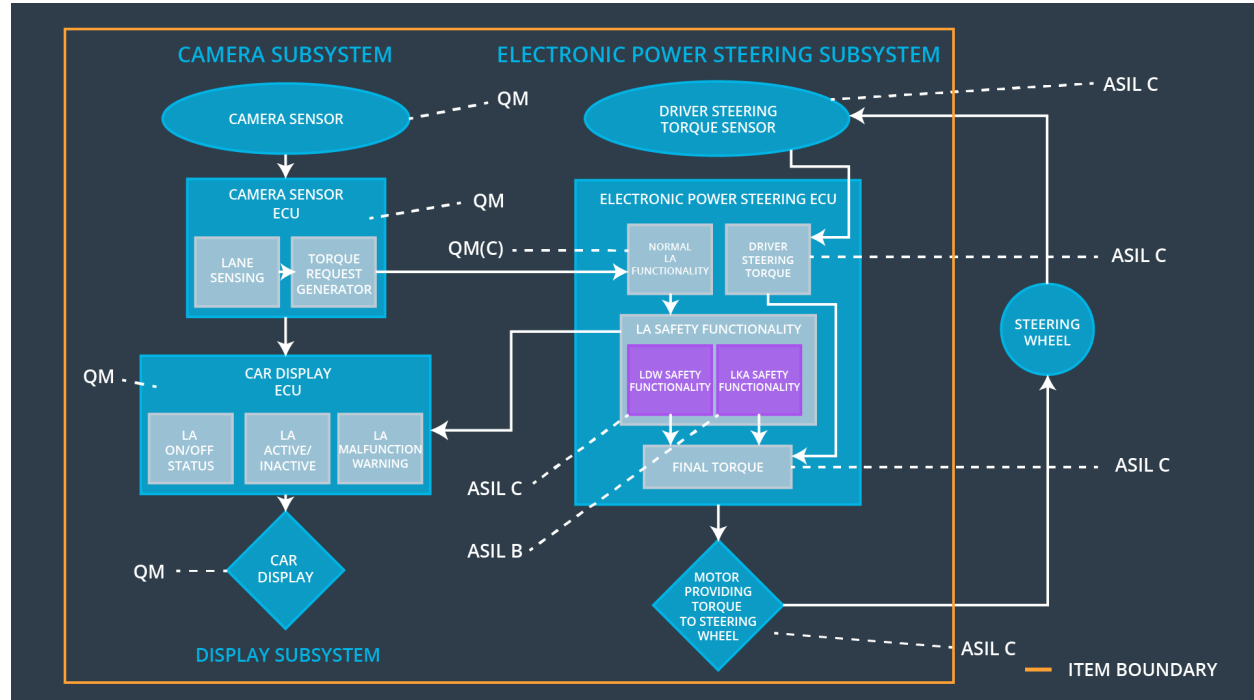 CAMERA SUBSYSTEM
ELECTRONIC POWER STEERING SUBSYSTEM
CAMERA SENSOR
QM
DRIVER STEERING
TORQUE SENSOR
ASIL C
CAMERA SENSOR
ECU
QM
LANE
SENSING
TORQUE
REQUEST
GENERATOR
QM(C)
ELECTRONIC POWER STEERING ECU
NORMAL
LA
FUNCTIONALITY
DRIVER
STEERING
TORQUE
ASIL C
STEERING
WHEEL
LA SAFETY FUNCTIONALITY
LDW SAFETY
FUNCTIONALITY
LKA SAFETY
FUNCTIONALITY
QM
CAR DISPLAY
ECU
LA
ON/OFF
STATUS
LA
ACTIVE/
INACTIVE
LA
MALFUNCTION
WARNING
FINAL TORQUE
ASIL C
ASIL C
ASIL B
QM
CAR
DISPLAY
MOTOR
PROVIDING
TORQUE
TO STEERING
WHEEL
ASIL C
DISPLAY SUBSYSTEM
ITEM BOUNDARY